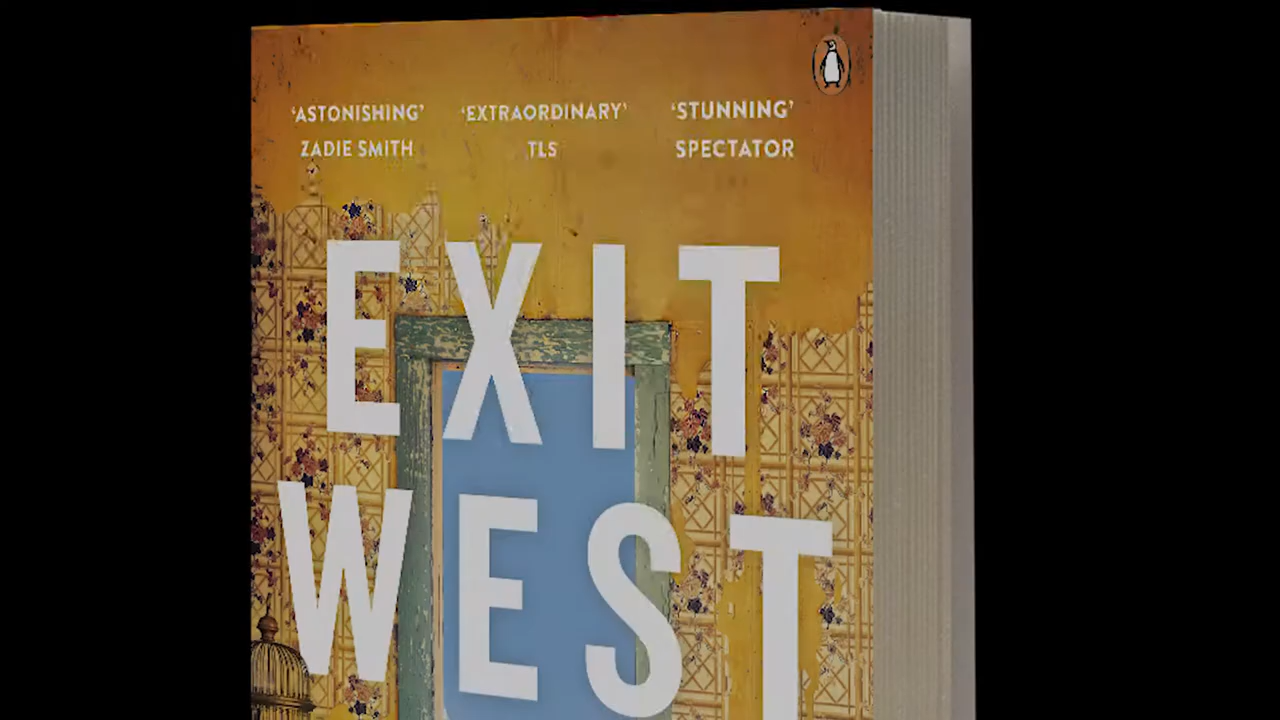 ‘ASTONISHING’ ‘EXTRAORDINARY’ ‘STUNNING’
ZADIE SMITH TLS SPECTATOR
EXIT
WEST